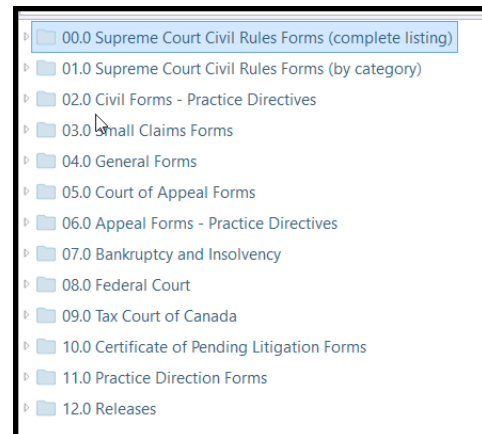 00.0 Supreme Court Civil Rules Forms (complete listing)
01.0 Supreme Court Civil Rules Forms (by category)
02.0 Civil Forms - Practice Directives
03.0 Small Claims Forms
04.0 General Forms
05.0 Court of Appeal Forms
06.0 Appeal Forms - Practice Directives
07.0 Bankruptcy and Insolvency
08.0 Federal Court
09.0 Tax Court of Canada
10.0 Certificate of Pending Litigation Forms
11.0 Practice Direction Forms
12.0 Releases